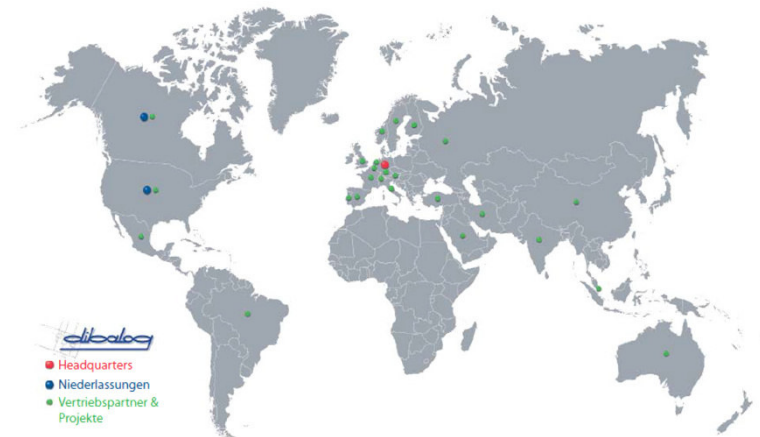 dibalog
Headquarters
Niederlassungen
Vertriebspartner &
Projekte